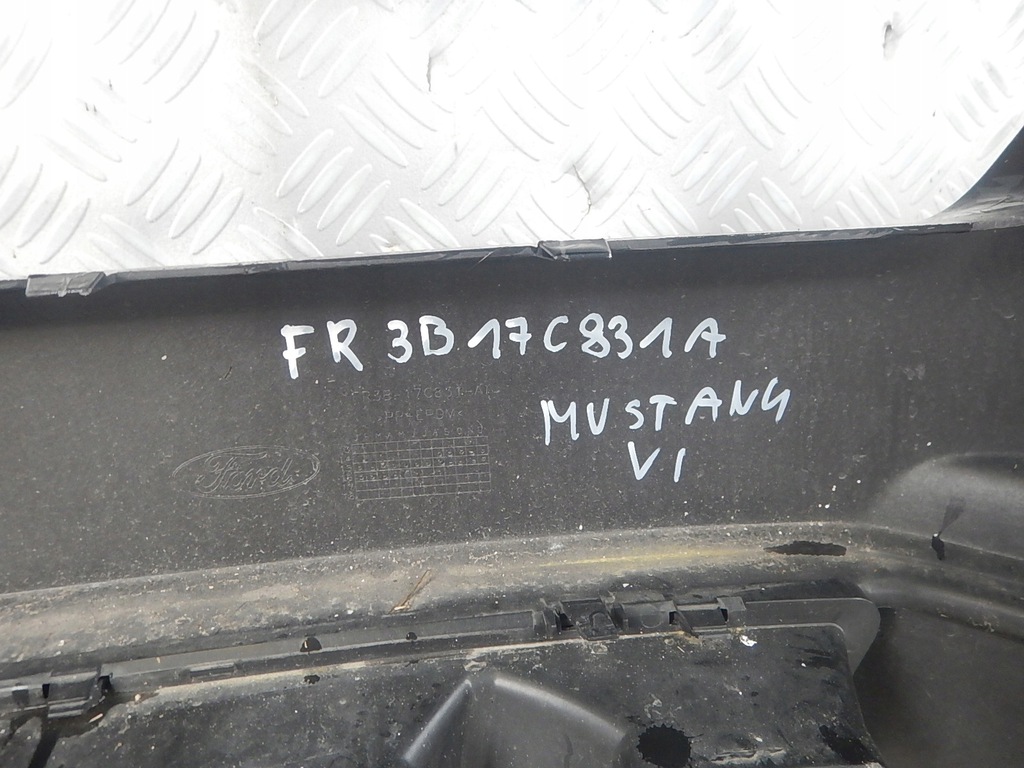 FR3B17C831A
MUSTANG
VI
Ford